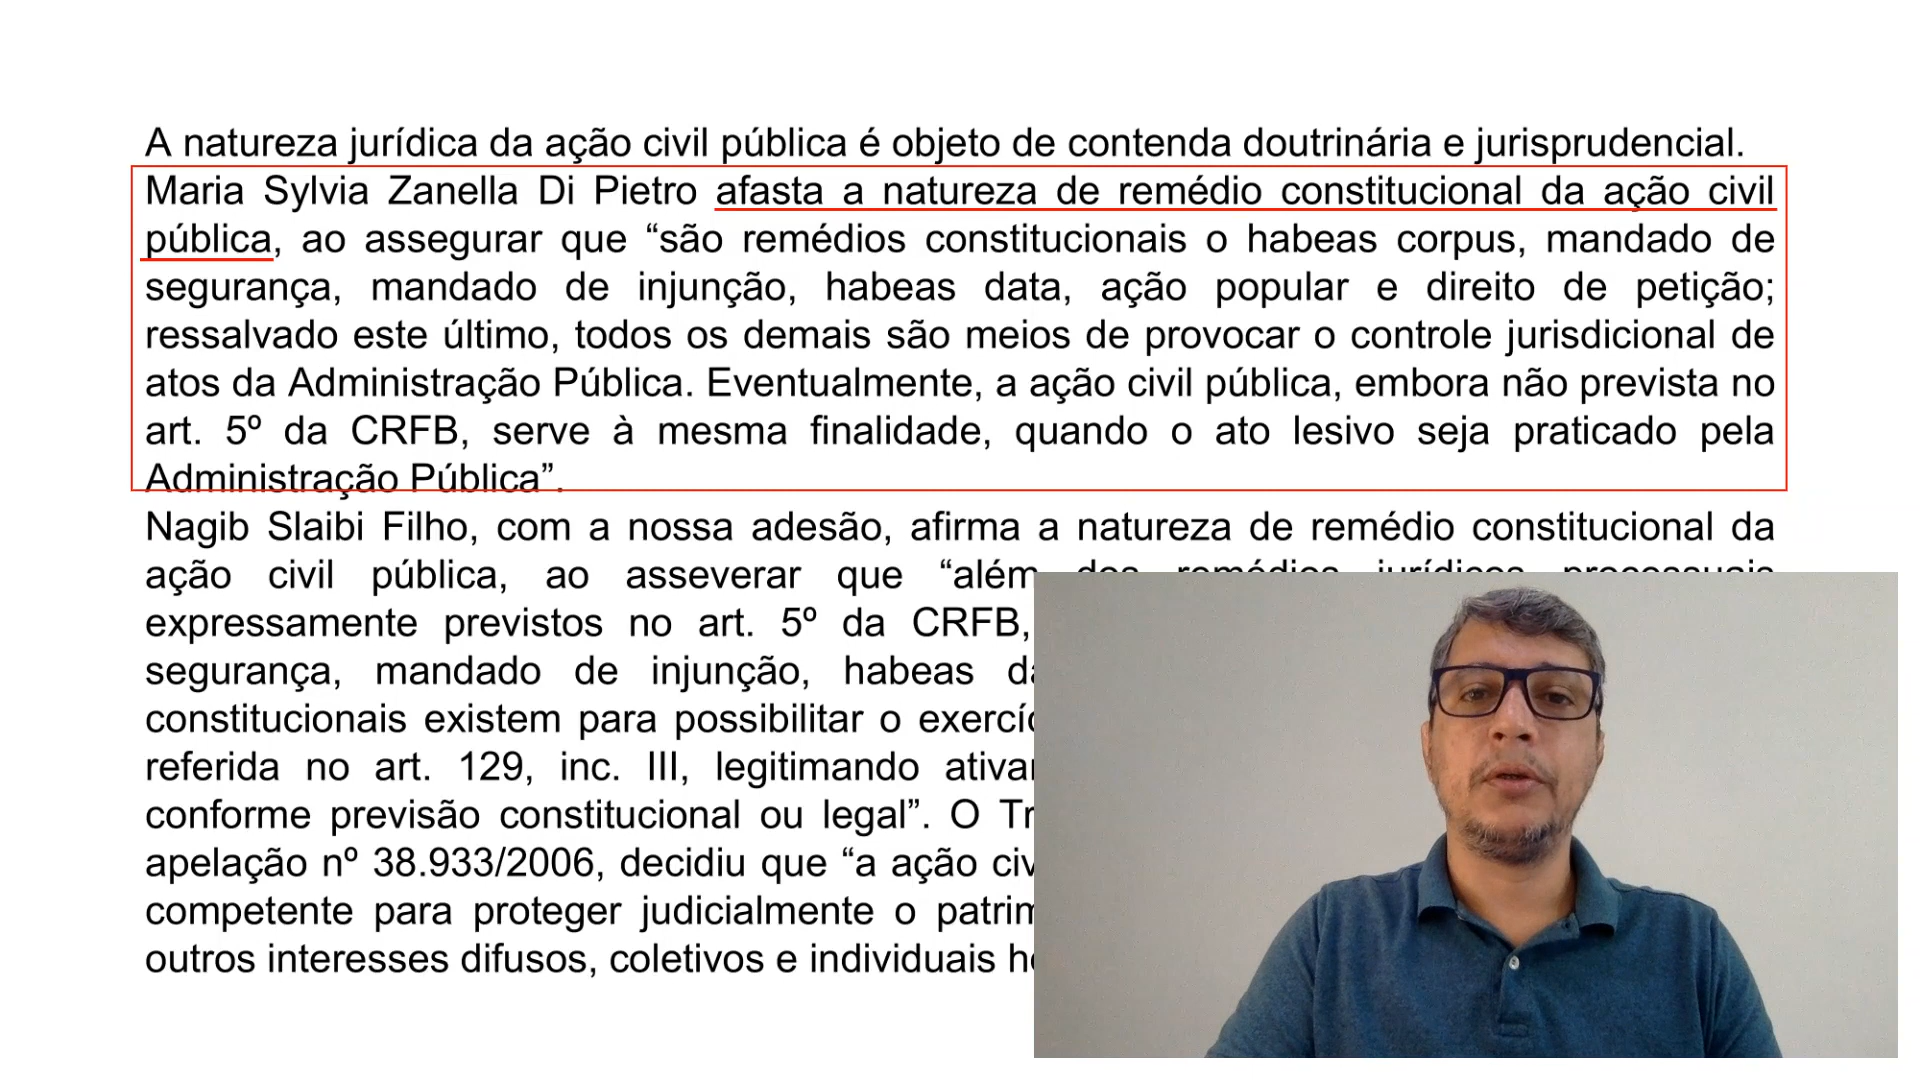 A natureza jurídica da ação civil pública é objeto de contenda doutrinária e jurisprudencial.
Maria Sylvia Zanella Di Pietro afasta a natureza de remédio constitucional da ação civil
pública, ao assegurar que “são remédios constitucionais o habeas corpus, mandado de
segurança, mandado de injunção, habeas data, ação popular e direito de petição;
ressalvado este último, todos os demais são meios de provocar o controle jurisdicional de
atos da Administração Pública. Eventualmente, a ação civil pública, embora não prevista no
art. 5º da CRFB, serve à mesma finalidade, quando o ato lesivo seja praticado pela
Administração Pública”.
Nagib Slaibi Filho, com a nossa adesão, afirma a natureza de remédio constitucional da
ação civil pública, ao asseverar que “além dos remédios jurídicos processuais
expressamente previstos no art. 5º da CRFB,
segurança, mandado de injunção, habeas
constitucionais existem para possibilitar o
referida no art. 129, inc. III, legitimando
conforme previsão constitucional ou legal”. O
apelação nº 38.933/2006, decidiu que “a ação
competente para proteger judicialmente o
outros interesses difusos, coletivos e individuais